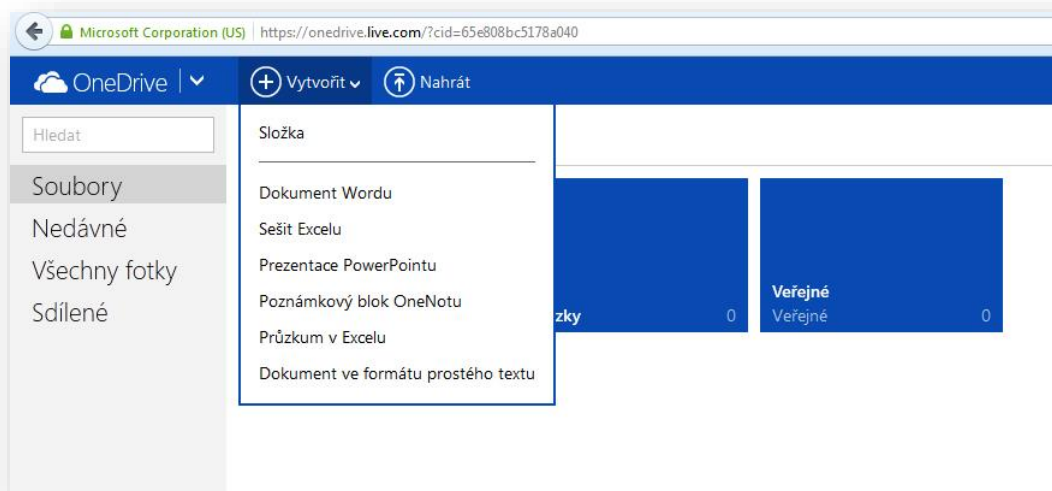 Microsoft Corporation (US) https://onedrive.live.com/?cid=65e808bc5178a040
OneDrive Vytvořit Nahrát
Hledat
Soubory
Nedávné
Všechny fotky
Sdílené
Složka
Dokument Wordu
Sešit Excelu
Prezentace PowerPointu
Poznámkový blok OneNotu
Průzkum v Excelu
Dokument ve formátu prostého textu
zky 0
Veřejné
Veřejné 0